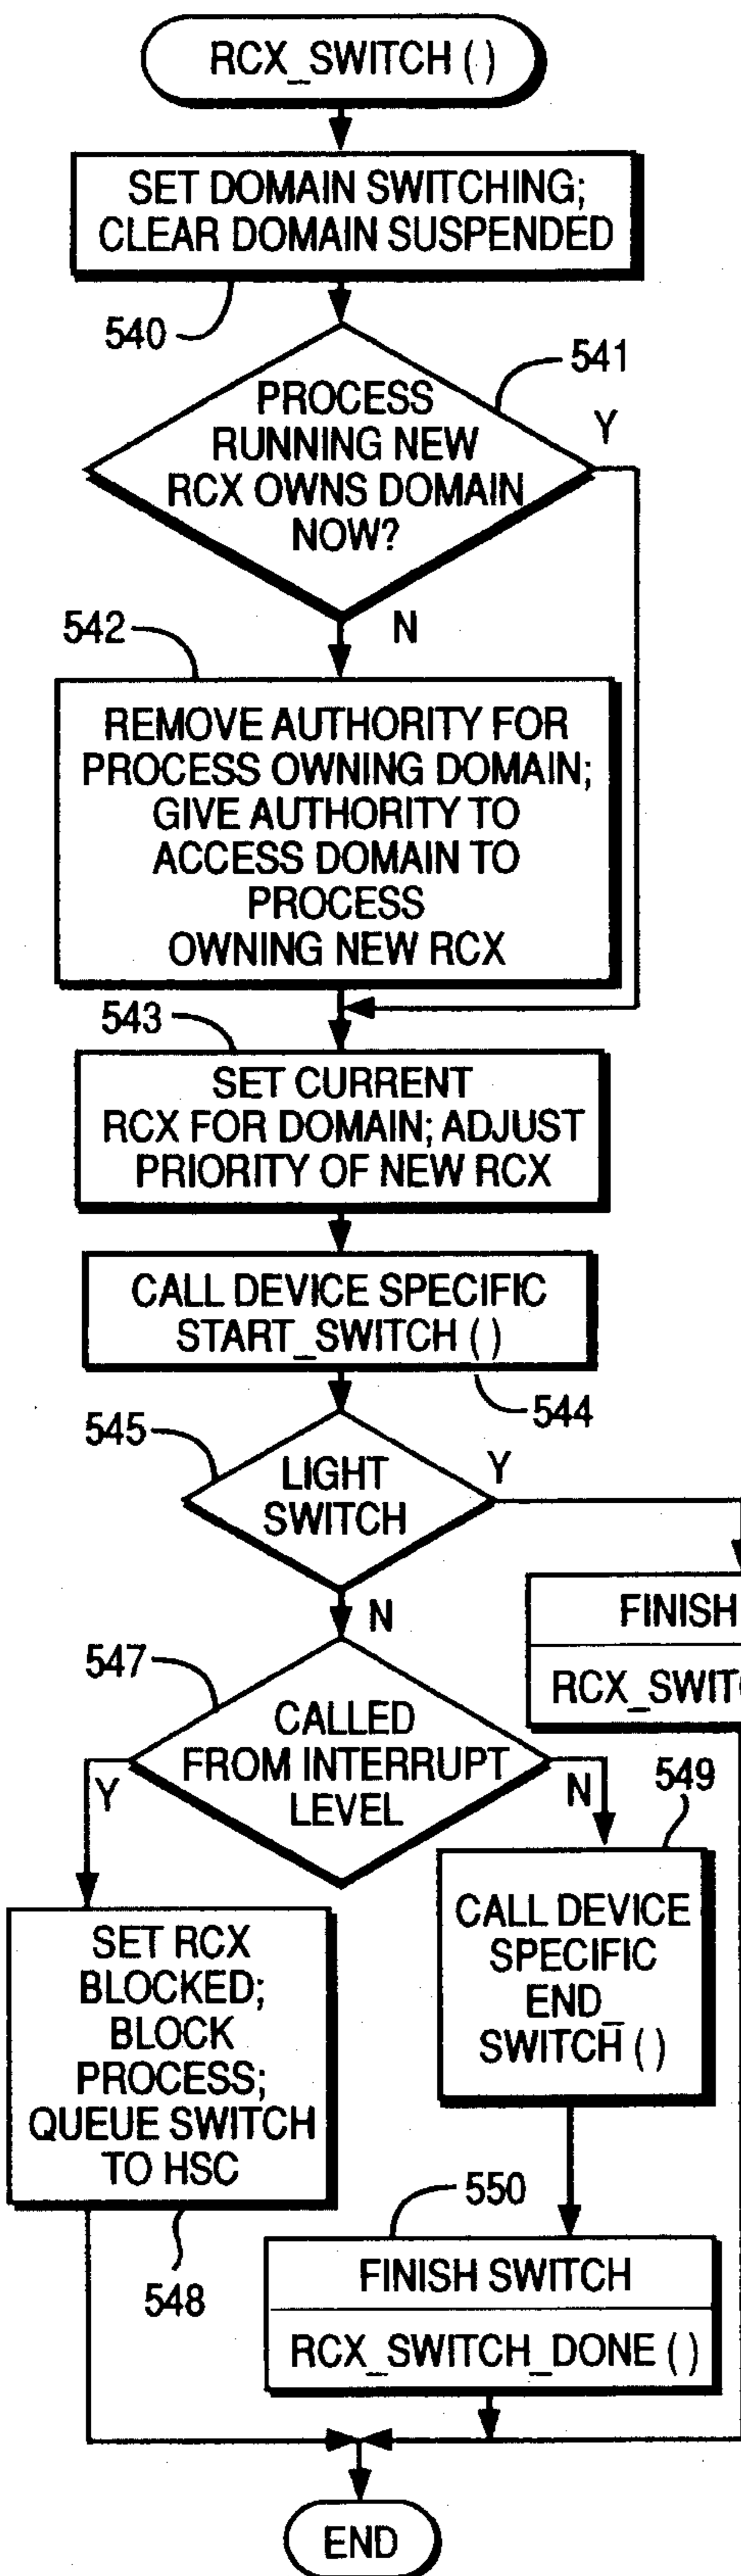 RCX_SWITCH ( )
SET DOMAIN SWITCHING;
CLEAR DOMAIN SUSPENDED
540
541
PROCESS
RUNNING NEW
RCX OWNS DOMAIN
NOW?
Y
N
542
REMOVE AUTHORITY FOR
PROCESS OWNING DOMAIN;
GIVE AUTHORITY TO
ACCESS DOMAIN TO
PROCESS
OWNING NEW RCX
543
SET CURRENT
RCX FOR DOMAIN; ADJUST
PRIORITY OF NEW RCX
CALL DEVICE SPECIFIC
START_SWITCH ( )
544
545
LIGHT
SWITCH
Y
N
FINISH
RCX_SWIT
547
CALLED
FROM INTERRUPT
LEVEL
Y
N
549
SET RCX
BLOCKED;
BLOCK
PROCESS;
QUEUE SWITCH
TO HSC
548
CALL DEVICE
SPECIFIC
END_
SWITCH ( )
550
FINISH SWITCH
RCX_SWITCH_DONE ( )
END